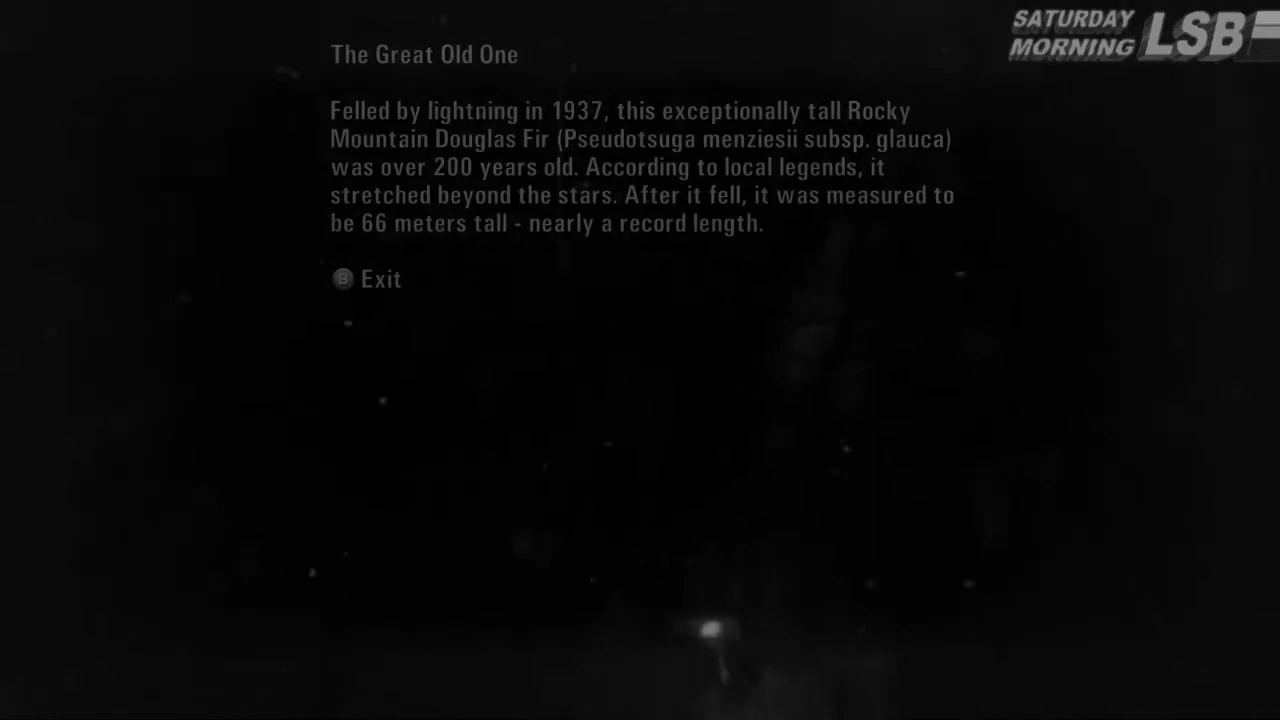 SATURDAY
MORNING LSB
The Great Old One
Felled by lightning in 1937, this exceptionally tall Rocky
Mountain Douglas Fir (Pseudotsuga menziesii subsp. glauca)
was over 200 years old. According to local legends, it
stretched beyond the stars. After it fell, it was measured to
be 66 meters tall - nearly a record length.
B Exit